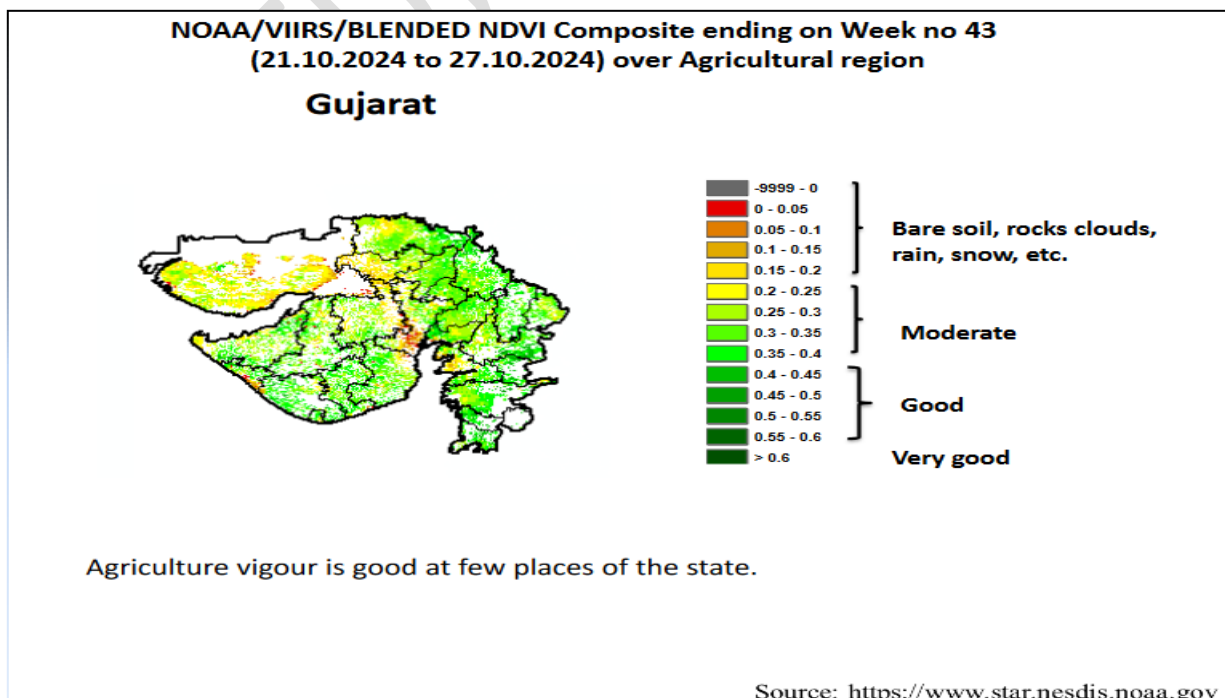 NOAA/VIIRS/BLENDED NDVI Composite ending on Week no 43
(21.10.2024 to 27.10.2024) over Agricultural region
Gujarat
-9999 - 0
0 - 0.05
0.05 - 0.1
0.1 - 0.15
0.15 - 0.2
0.2 - 0.25
0.25 - 0.3
0.3 - 0.35
0.35 - 0.4
0.4 - 0.45
0.45 - 0.5
0.5 - 0.55
0.55 - 0.6
> 0.6
Bare soil, rocks clouds,
rain, snow, etc.
Moderate
Good
Very good
Agriculture vigour is good at few places of the state.
Source: https://www.star.nesdis.noaa.gov